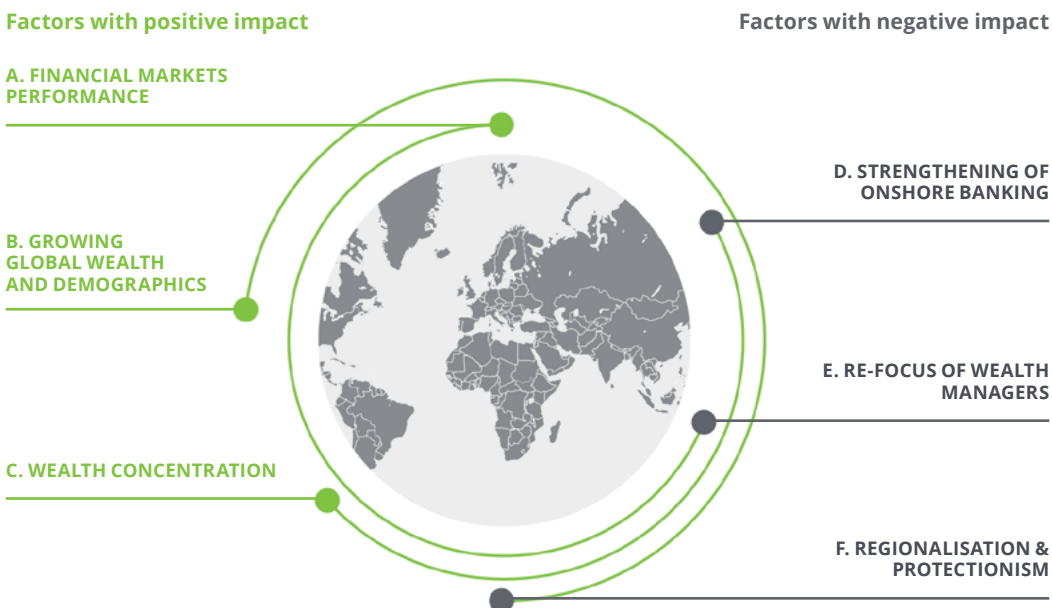 Factors with positive impact
Factors with negative impact
A. FINANCIAL MARKETS
PERFORMANCE
B. GROWING
GLOBAL WEALTH
AND DEMOGRAPHICS
C. WEALTH CONCENTRATION
D. STRENGTHENING OF
ONSHORE BANKING
E. RE-FOCUS OF WEALTH
MANAGERS
F. REGIONALISATION &
PROTECTIONISM